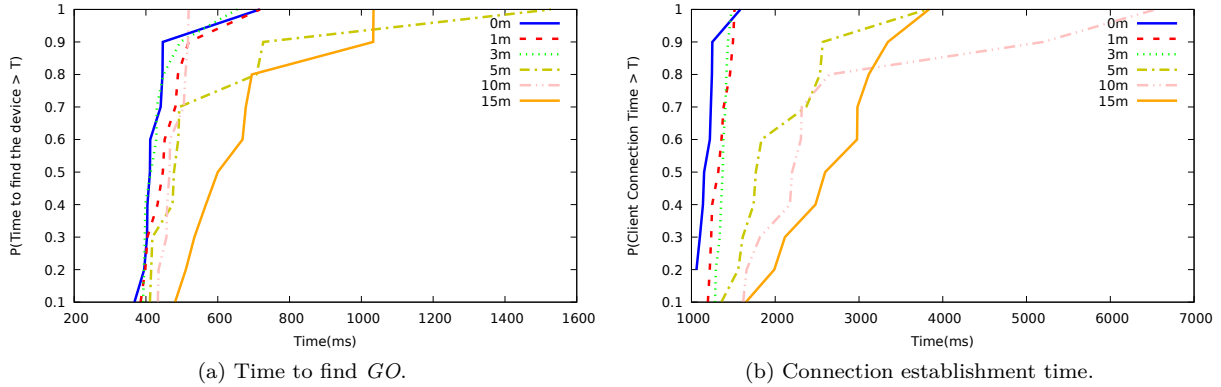 1
0.9
0.8
0.7
0.6
0.5
0.4
0.3
0.2
0.1
P(Time to find the device > T)
200 400 600 800 1000 1200 1400 1600
Time(ms)
0m
1m
3m
5m
10m
15m
(a) Time to find GO.
1
0.9
0.8
0.7
0.6
0.5
0.4
0.3
0.2
0.1
P(Client Connection Time > T)
1000 2000 3000 4000 5000 6000 7000
Time(ms)
0m
1m
3m
5m
10m
15m
(b) Connection establishment time.